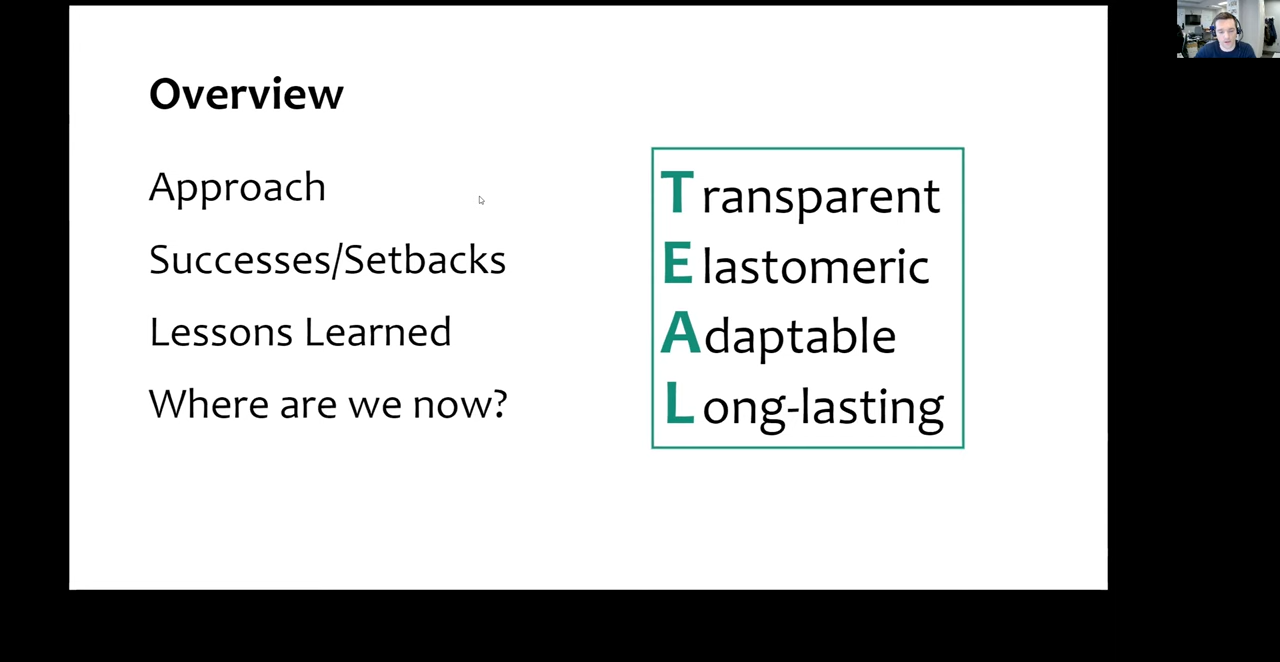 Overview
Approach
Successes/Setbacks
Lessons Learned
Where are we now?
Transparent
Elastomeric
Adaptable
Long-lasting